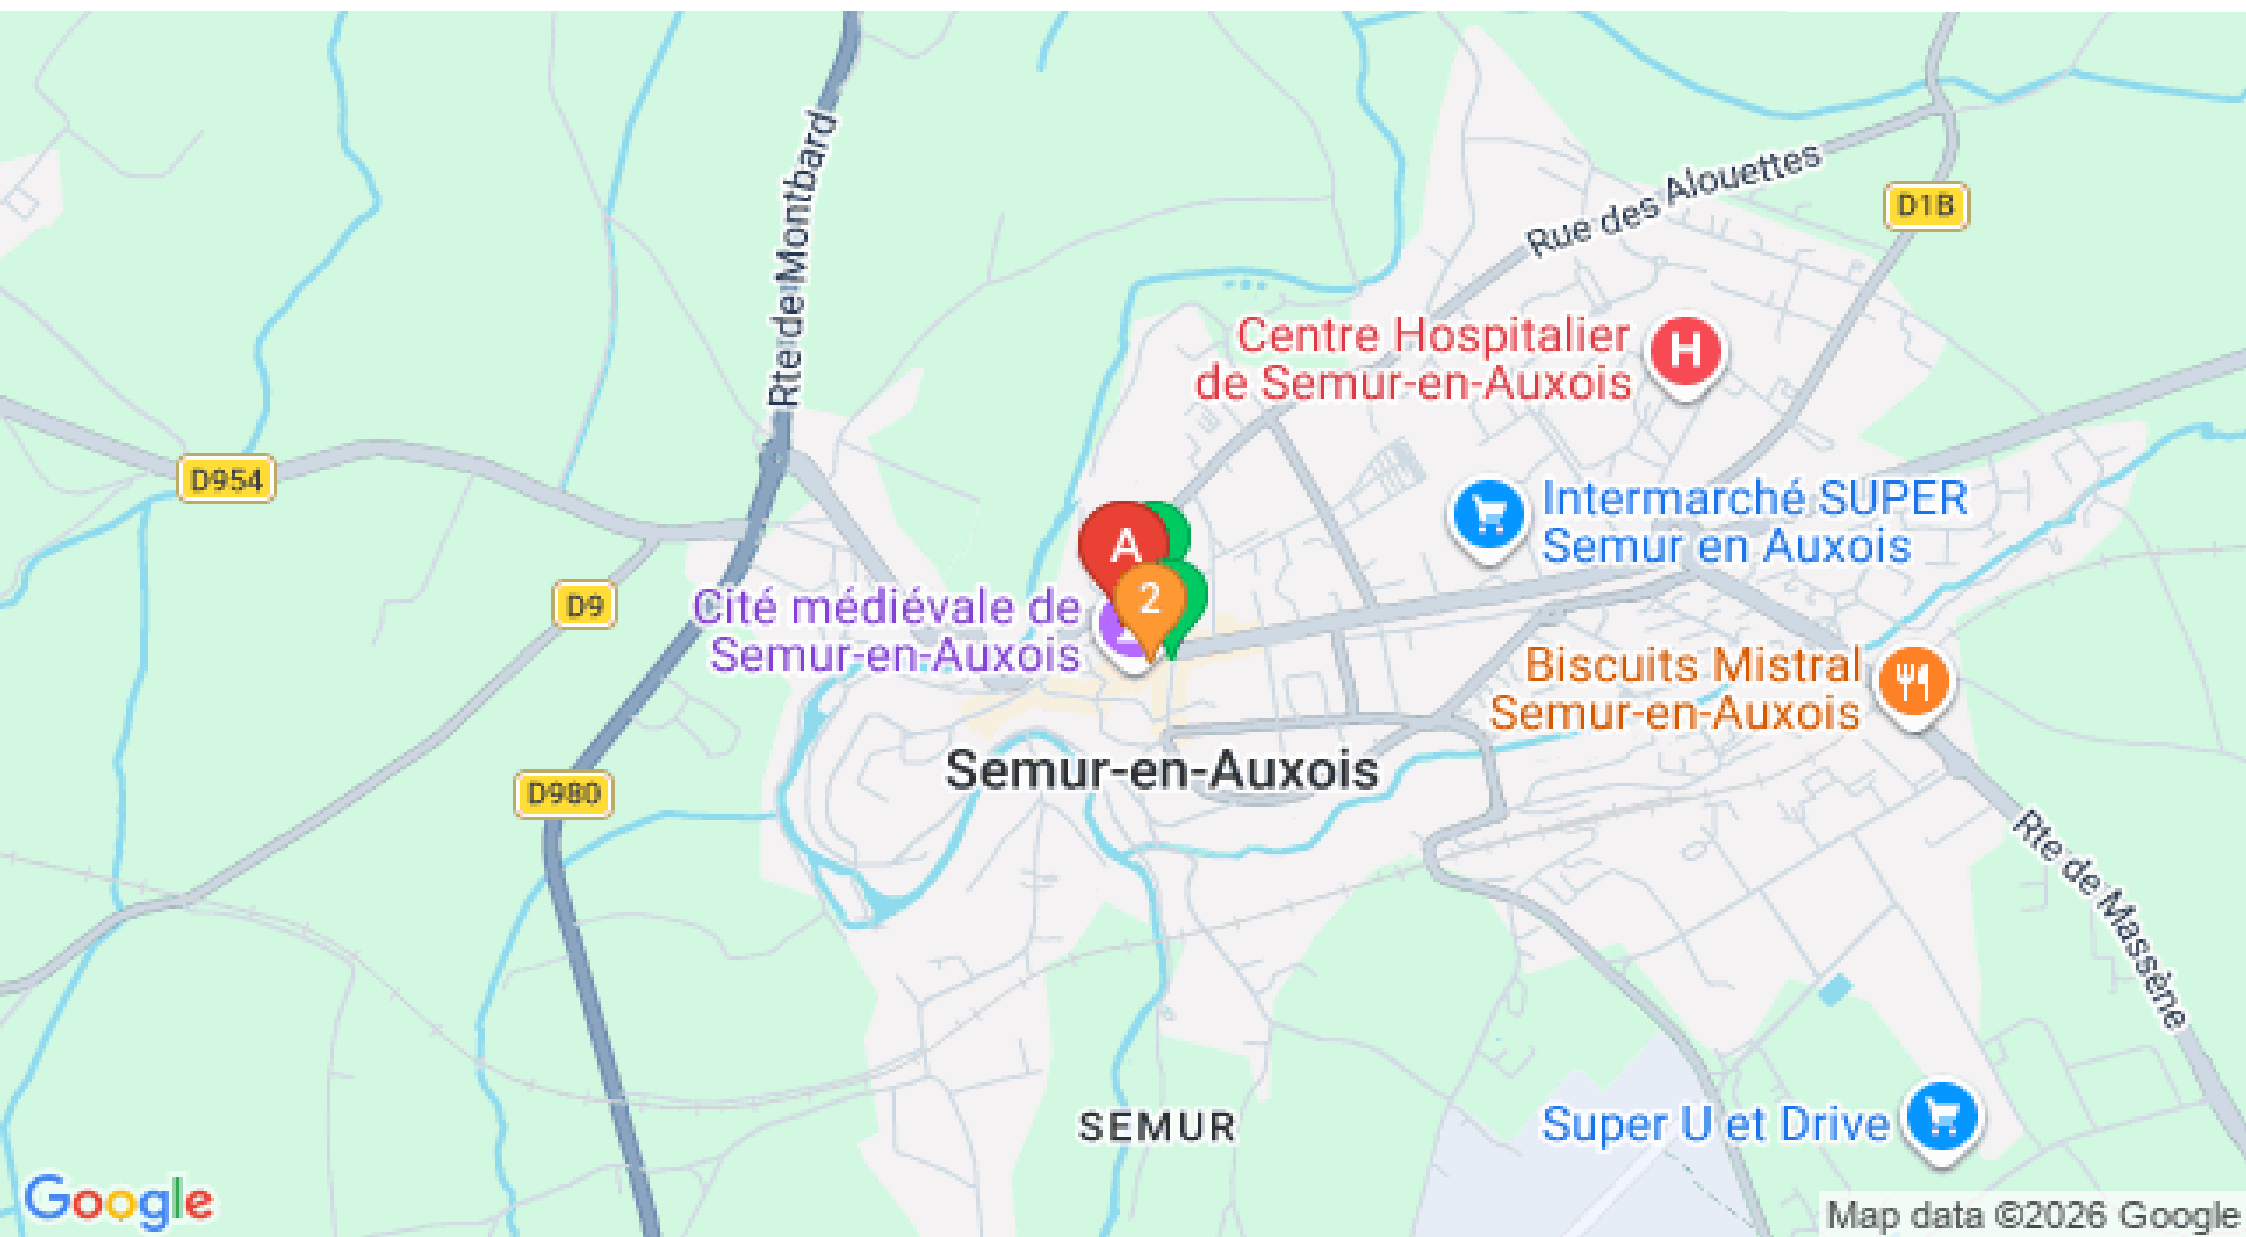 Rte de Montbard
Rue des Alouettes
D1B
Centre Hospitalier
de Semur-en-Auxois
H
D954
Intermarché SUPER
Semur en Auxois
A
2
D9
Cité médiévale de
Semur-en-Auxois
Biscuits Mistral
Semur-en-Auxois
Semur-en-Auxois
D980
Rte de Massène
SEMUR
Super U et Drive
Google
Map data ©2026 Google